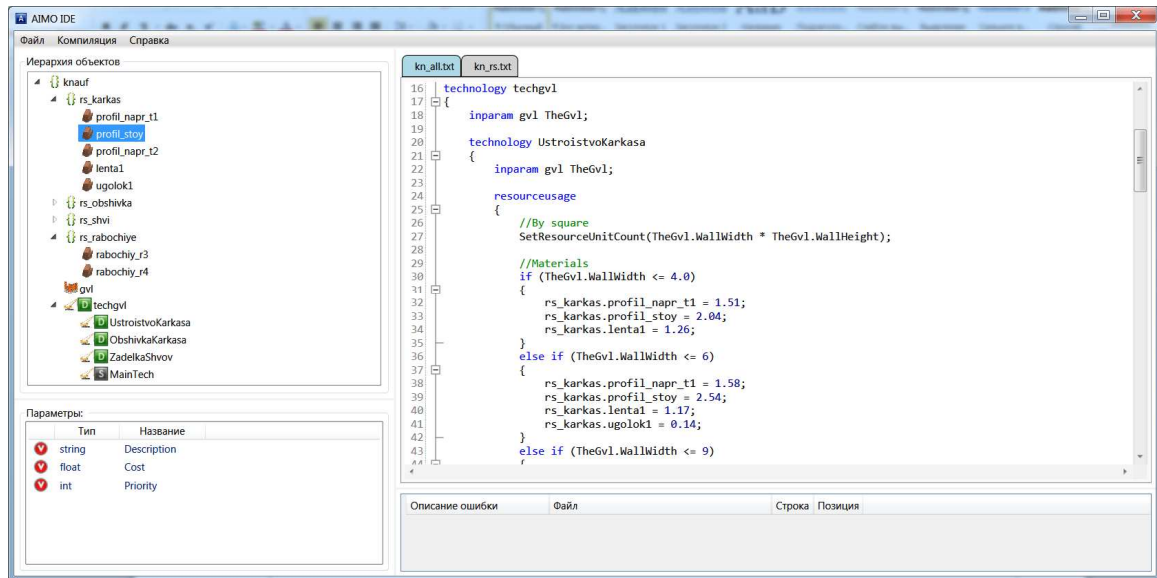 AIMO IDE
Файл Компиляция Справка
Иерархия объектов
{} knauf
{} rs_karkas
profil_napr_t1
profil_stoy
profil_napr_t2
lenta1
ugolok1
{} rs_obshivka
{} rs_shvi
{} rs_rabochiye
rabochiy_r3
rabochiy_r4
gvl
D techgvl
D UstroistvoKarkasa
D ObshivkaKarkasa
D ZadelkaShvov
S MainTech
Параметры:
Тип Название
V string Description
V float Cost
V int Priority
kn_all.txt kn_rs.txt
16 technology techgvl
17 {
18 inparam gvl TheGvl;
19
20 technology UstroistvoKarkasa
21 {
22 inparam gvl TheGvl;
23
24 resourceusage
25 {
26 //By square
27 SetResourceUnitCount(TheGvl.WallWidth * TheGvl.WallHeight);
28
29 //Materials
30 if (TheGvl.WallWidth <= 4.0)
31 {
32 rs_karkas.profil_napr_t1 = 1.51;
33 rs_karkas.profil_stoy = 2.04;
34 rs_karkas.lenta1 = 1.26;
35 }
36 else if (TheGvl.WallWidth <= 6)
37 {
38 rs_karkas.profil_napr_t1 = 1.58;
39 rs_karkas.profil_stoy = 2.54;
40 rs_karkas.lenta1 = 1.17;
41 rs_karkas.ugolok1 = 0.14;
42 }
43 else if (TheGvl.WallWidth <= 9)
44 {
Описание ошибки Файл Строка Позиция